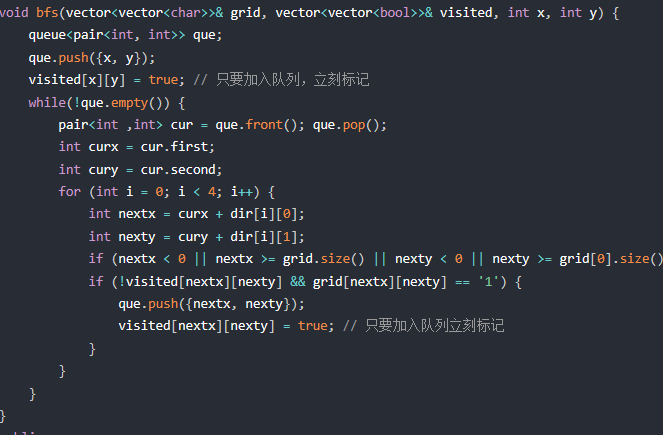 void bfs(vector<vector<char>>& grid, vector<vector<bool>>& visited, int x, int y) {
queue<pair<int, int>> que;
que.push({x, y});
visited[x][y] = true; // 只要加入队列，立刻标记
while(!que.empty()) {
pair<int ,int> cur = que.front(); que.pop();
int curx = cur.first;
int cury = cur.second;
for (int i = 0; i < 4; i++) {
int nextx = curx + dir[i][0];
int nexty = cury + dir[i][1];
if (nextx < 0 || nextx >= grid.size() || nexty < 0 || nexty >= grid[0].size()
if (!visited[nextx][nexty] && grid[nextx][nexty] == '1') {
que.push({nextx, nexty});
visited[nextx][nexty] = true; // 只要加入队列立刻标记
}
}
}
}